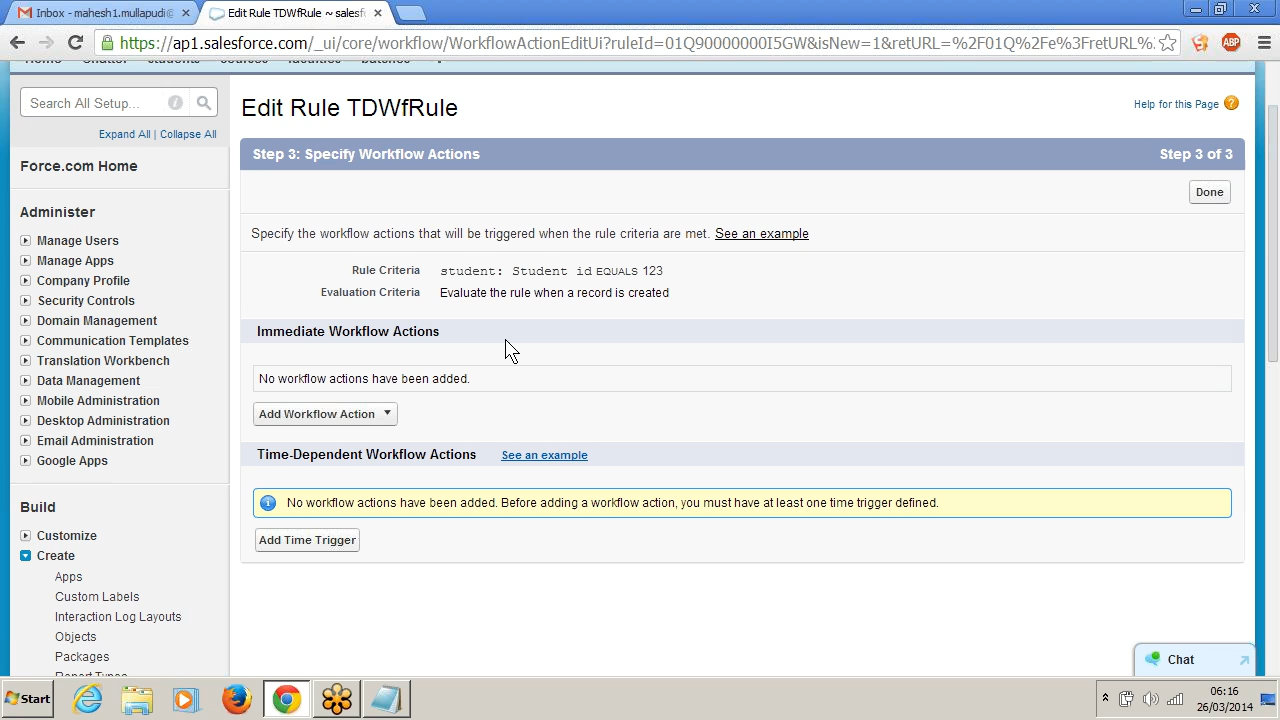 Inbox - mahesh1.mullapudi@
Edit Rule TDWfRule ~ salesf
https://ap1.salesforce.com/_ui/core/workflow/WorkflowActionEditUi?ruleId=01Q90000000I5GW&isNew=1&retURL=%2F01Q%2Fe%3FretURL%
ABP
Home Chatter students courses faculties batches +
Search All Setup...
Expand All | Collapse All
Force.com Home
Administer
Manage Users
Manage Apps
Company Profile
Security Controls
Domain Management
Communication Templates
Translation Workbench
Data Management
Mobile Administration
Desktop Administration
Email Administration
Google Apps
Build
Customize
Create
Apps
Custom Labels
Interaction Log Layouts
Objects
Packages
Report Types
Edit Rule TDWfRule
Help for this Page ?
Step 3: Specify Workflow Actions
Step 3 of 3
Done
Specify the workflow actions that will be triggered when the rule criteria are met. See an example
Rule Criteria student: Student id EQUALS 123
Evaluation Criteria Evaluate the rule when a record is created
Immediate Workflow Actions
No workflow actions have been added.
Add Workflow Action
Time-Dependent Workflow Actions See an example
No workflow actions have been added. Before adding a workflow action, you must have at least one time trigger defined.
Add Time Trigger
Chat
Start
06:16
26/03/2014